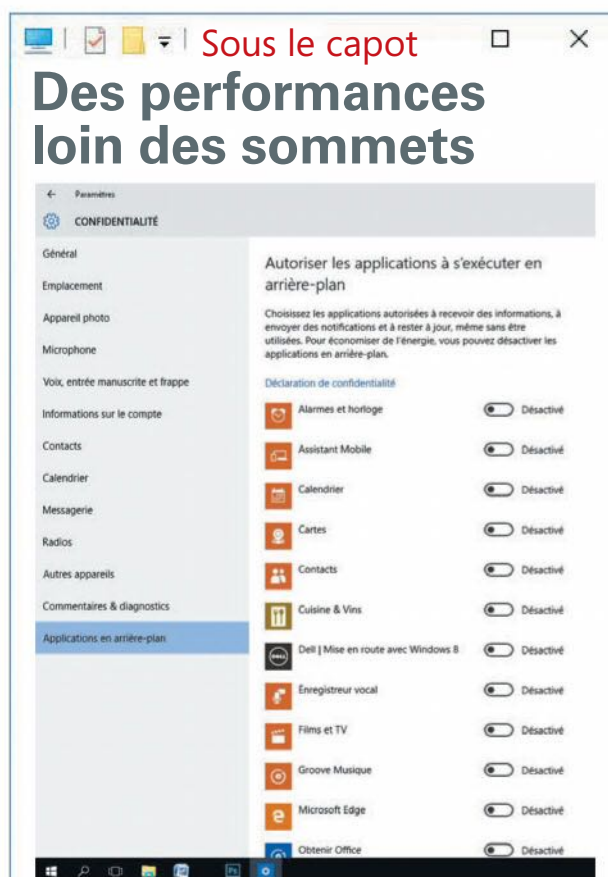 Sous le capot
Des performances
loin des sommets
Paramètres
CONFIDENTIALITÉ
Général
Emplacement
Appareil photo
Microphone
Voix, entrée manuscrite et frappe
Informations sur le compte
Contacts
Calendrier
Messagerie
Radios
Autres appareils
Commentaires & diagnostics
Applications en arrière-plan
Autoriser les applications à s'exécuter en
arrière-plan
Choisissez les applications autorisées à recevoir des informations, à
envoyer des notifications et à rester à jour, même sans être
utilisées. Pour économiser de l'énergie, vous pouvez désactiver les
applications en arrière-plan.
Déclaration de confidentialité
Alarmes et horloge Désactivé
Assistant Mobile Désactivé
Calendrier Désactivé
Cartes Désactivé
Contacts Désactivé
Cuisine & Vins Désactivé
DELL Dell | Mise en route avec Windows 8 Désactivé
Enregistreur vocal Désactivé
Films et TV Désactivé
Groove Musique Désactivé
Microsoft Edge Désactivé
Obtenir Office Désactivé
Ps